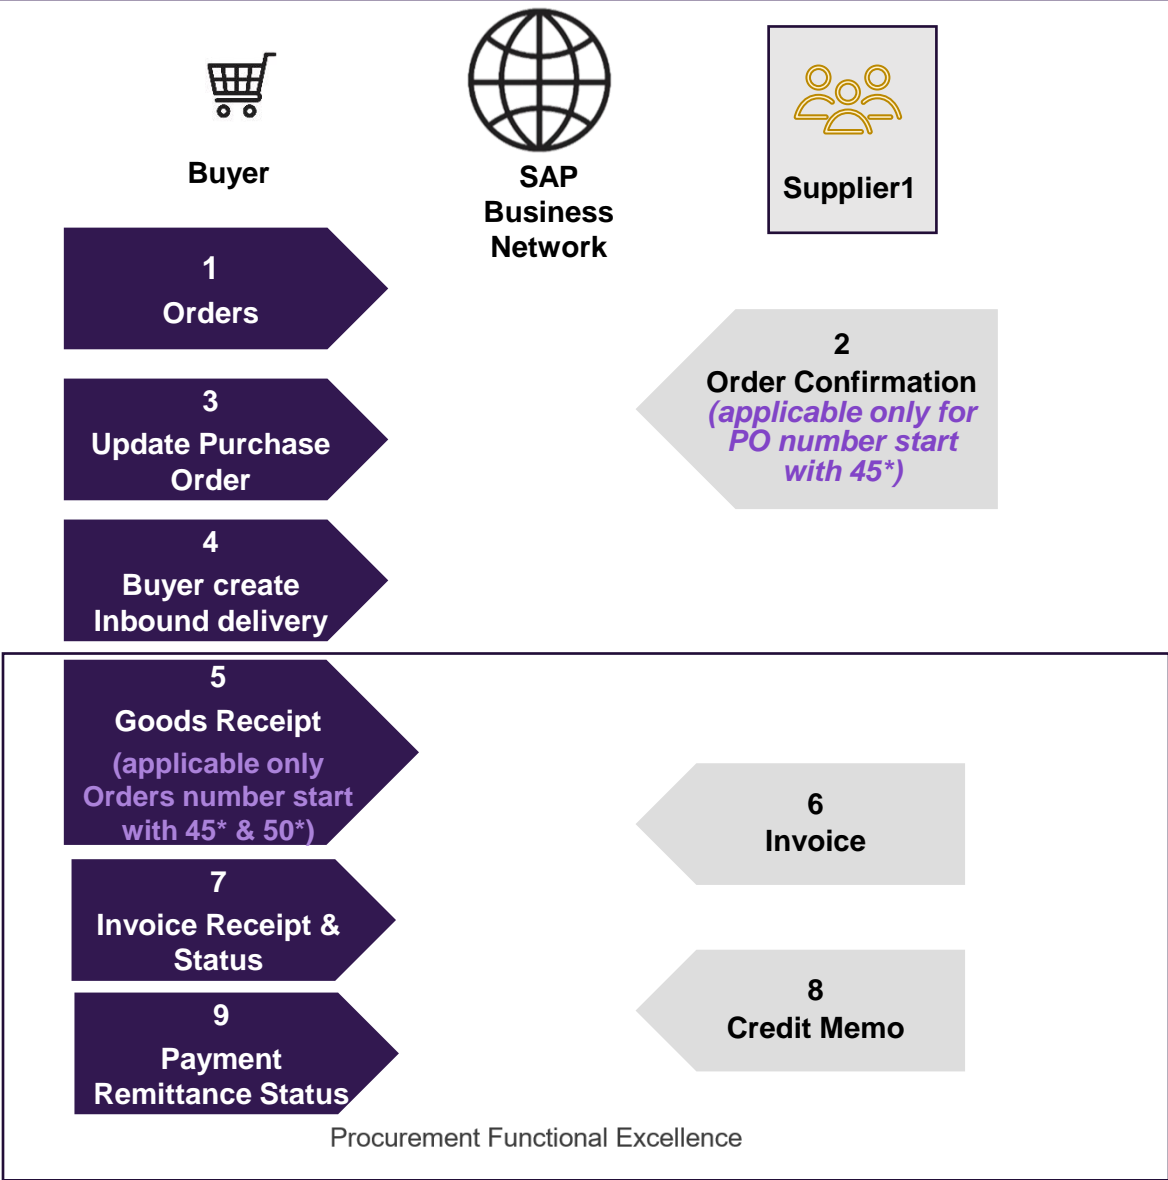 Buyer
SAP
Business
Network
Supplier1
1
Orders
2
Order Confirmation
(applicable only for
PO number start
with 45*)
3
Update Purchase
Order
4
Buyer create
Inbound delivery
5
Goods Receipt
(applicable only
Orders number start
with 45* & 50*)
6
Invoice
7
Invoice Receipt &
Status
8
Credit Memo
9
Payment
Remittance Status
Procurement Functional Excellence